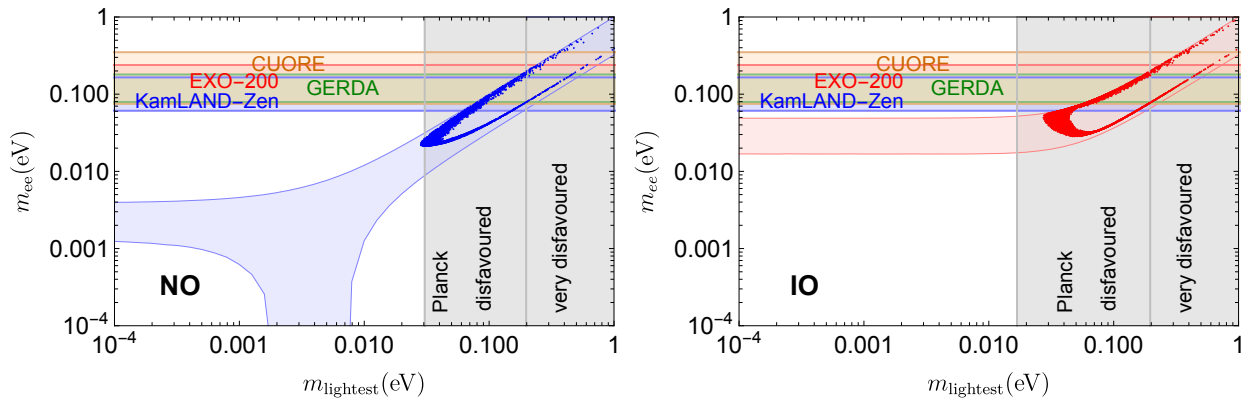 1
0.100
0.010
0.001
10⁻⁴
m_ee(eV)
CUORE
EXO−200
GERDA
KamLAND−Zen
NO
Planck
disfavoured
very disfavoured
10⁻⁴ 0.001 0.010 0.100 1
m_lightest(eV)
1
0.100
0.010
0.001
10⁻⁴
m_ee(eV)
CUORE
EXO−200
GERDA
KamLAND−Zen
IO
Planck
disfavoured
very disfavoured
10⁻⁴ 0.001 0.010 0.100 1
m_lightest(eV)